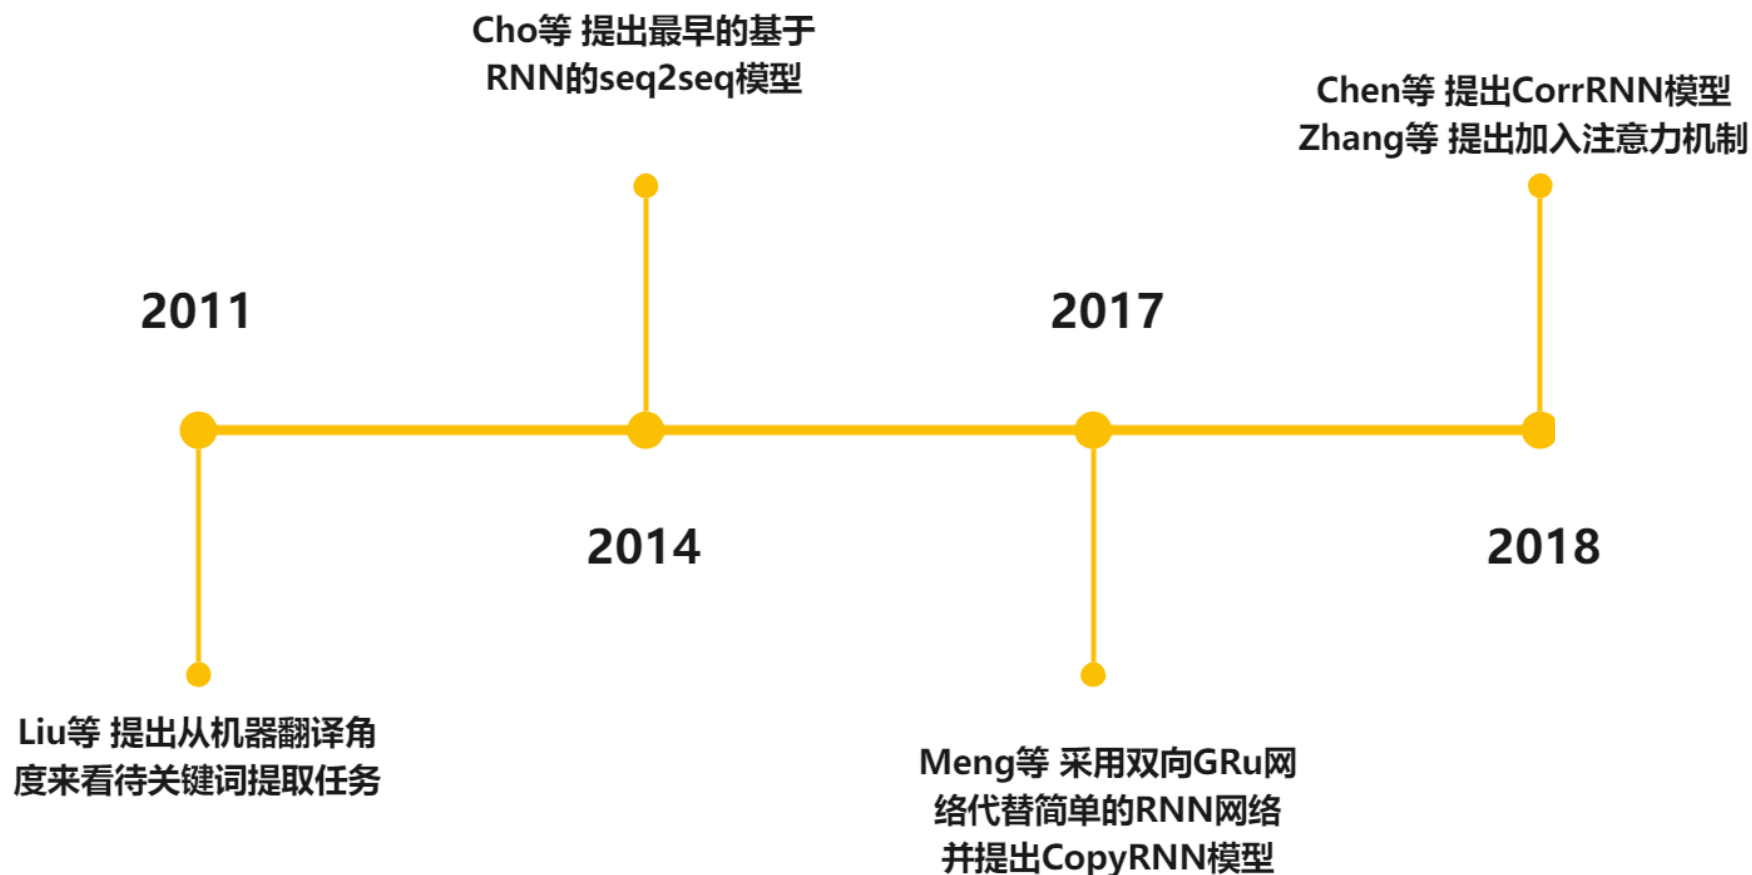 Cho等 提出最早的基于
RNN的seq2seq模型
Chen等 提出CorrRNN模型
Zhang等 提出加入注意力机制
2011
2017
2014
2018
Liu等 提出从机器翻译角
度来看待关键词提取任务
Meng等 采用双向GRu网
络代替简单的RNN网络
并提出CopyRNN模型